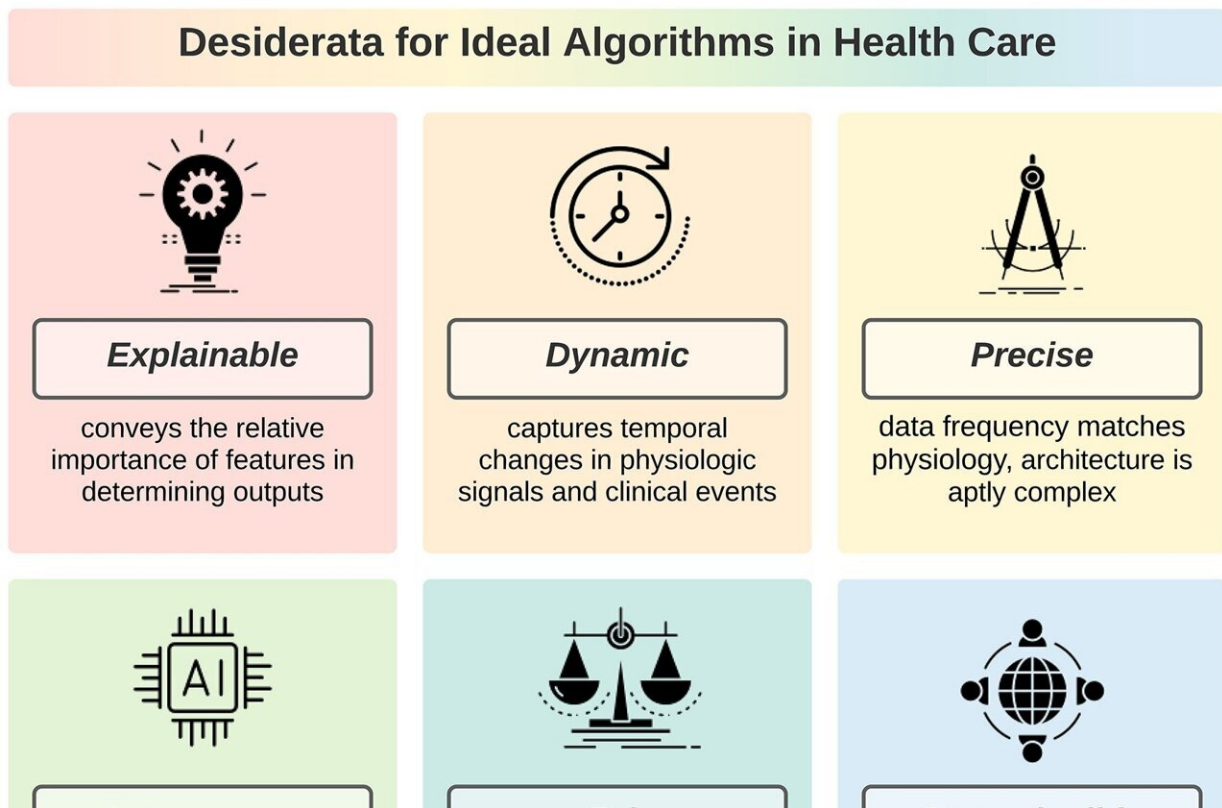 Desiderata for Ideal Algorithms in Health Care
Explainable
conveys the relative
importance of features in
determining outputs
Dynamic
captures temporal
changes in physiologic
signals and clinical events
Precise
data frequency matches
physiology, architecture is
aptly complex
AI